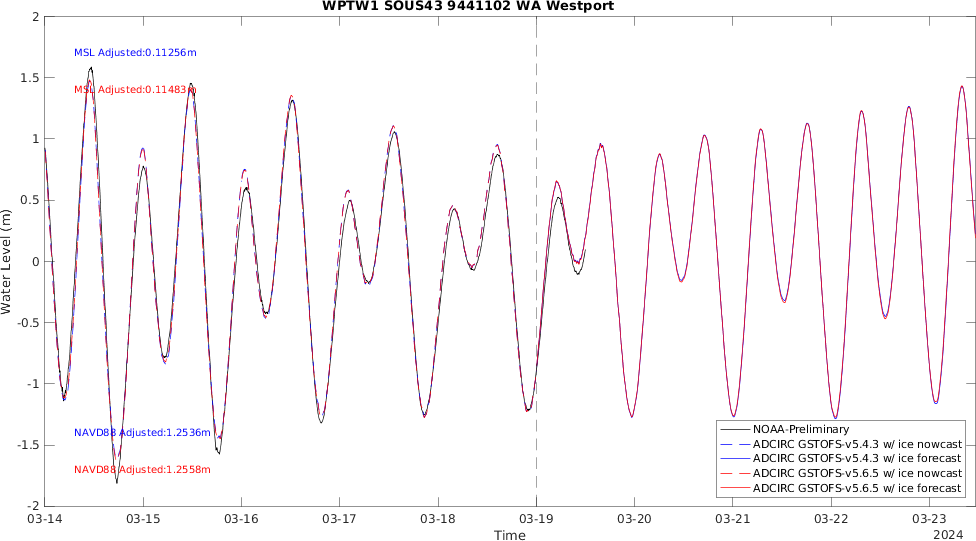 WPTW1 SOUS43 9441102 WA Westport
2
1.5
1
0.5
0
-0.5
-1
-1.5
-2
Water Level (m)
MSL Adjusted:0.11256m
MSL Adjusted:0.11483m
NAVD88 Adjusted:1.2536m
NAVD88 Adjusted:1.2558m
NOAA-Preliminary
ADCIRC GSTOFS-v5.4.3 w/ ice nowcast
ADCIRC GSTOFS-v5.4.3 w/ ice forecast
ADCIRC GSTOFS-v5.6.5 w/ ice nowcast
ADCIRC GSTOFS-v5.6.5 w/ ice forecast
03-14 03-15 03-16 03-17 03-18 03-19 03-20 03-21 03-22 03-23
Time
2024